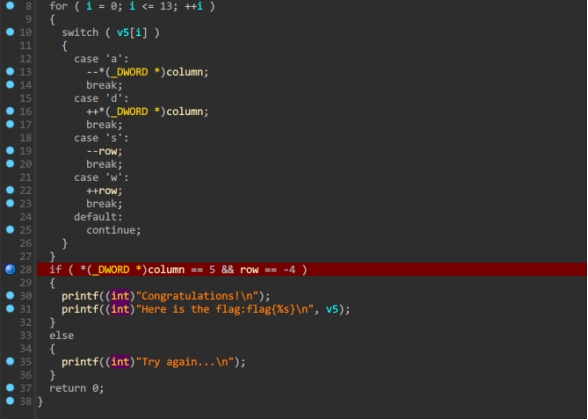 8 for ( i = 0; i <= 13; ++i )
9 {
10 switch ( v5[i] )
11 {
12 case 'a':
13 --*(_DWORD *)column;
14 break;
15 case 'd':
16 ++*(_DWORD *)column;
17 break;
18 case 's':
19 --row;
20 break;
21 case 'w':
22 ++row;
23 break;
24 default:
25 continue;
26 }
27 }
28 if ( *(_DWORD *)column == 5 && row == -4 )
29 {
30 printf((int)"Congratulations!\n");
31 printf((int)"Here is the flag:flag{%s}\n", v5);
32 }
33 else
34 {
35 printf((int)"Try again...\n");
36 }
37 return 0;
38 }